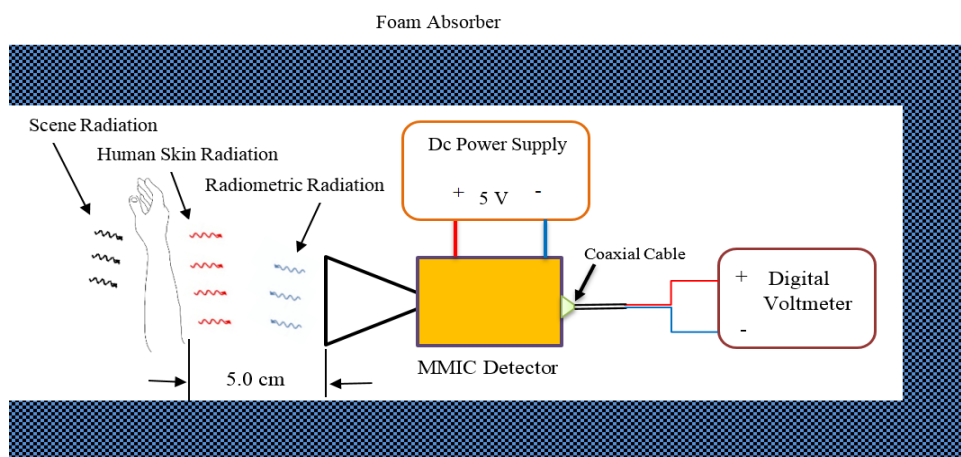 Foam Absorber
Scene Radiation
Human Skin Radiation
Radiometric Radiation
Dc Power Supply
+ 5 V -
Coaxial Cable
+ Digital
Voltmeter
-
MMIC Detector
5.0 cm